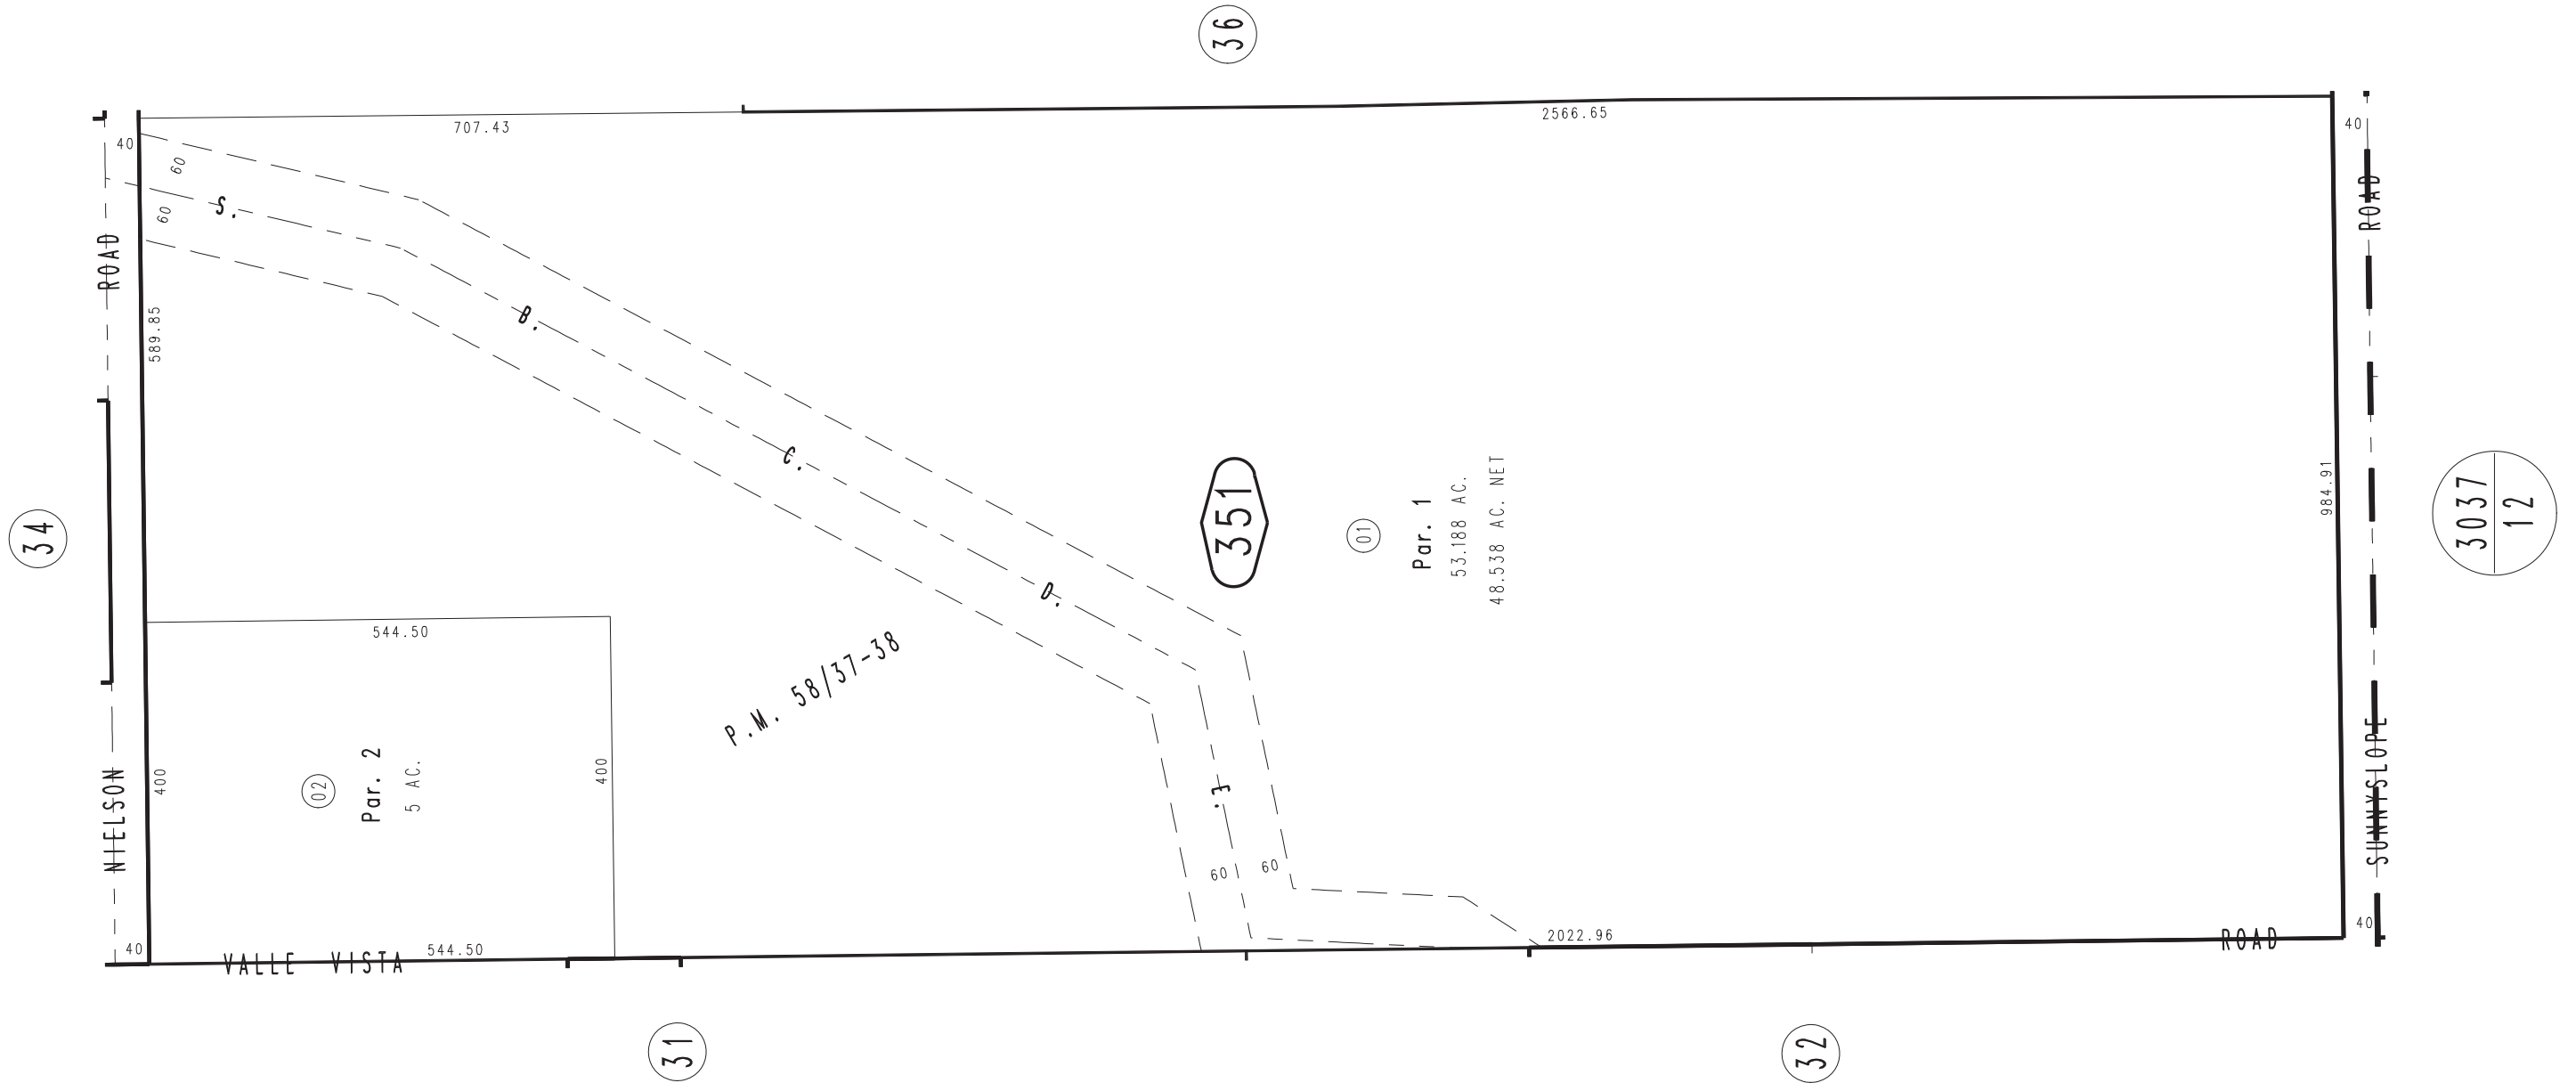 36
707.43
2566.65
40
40
60
60
S.
ROAD
ROAD
B.
589.85
C.
351
01
Par. 1
53.188 AC.
48.538 AC. NET
984.91
3037
12
34
D.
544.50
P.M. 58/37-38
NIELSON
400
02
Par. 2
5 AC.
400
E.
SUNNYSLOPE
60
60
40
VALLE VISTA
544.50
2022.96
ROAD
40
31
32